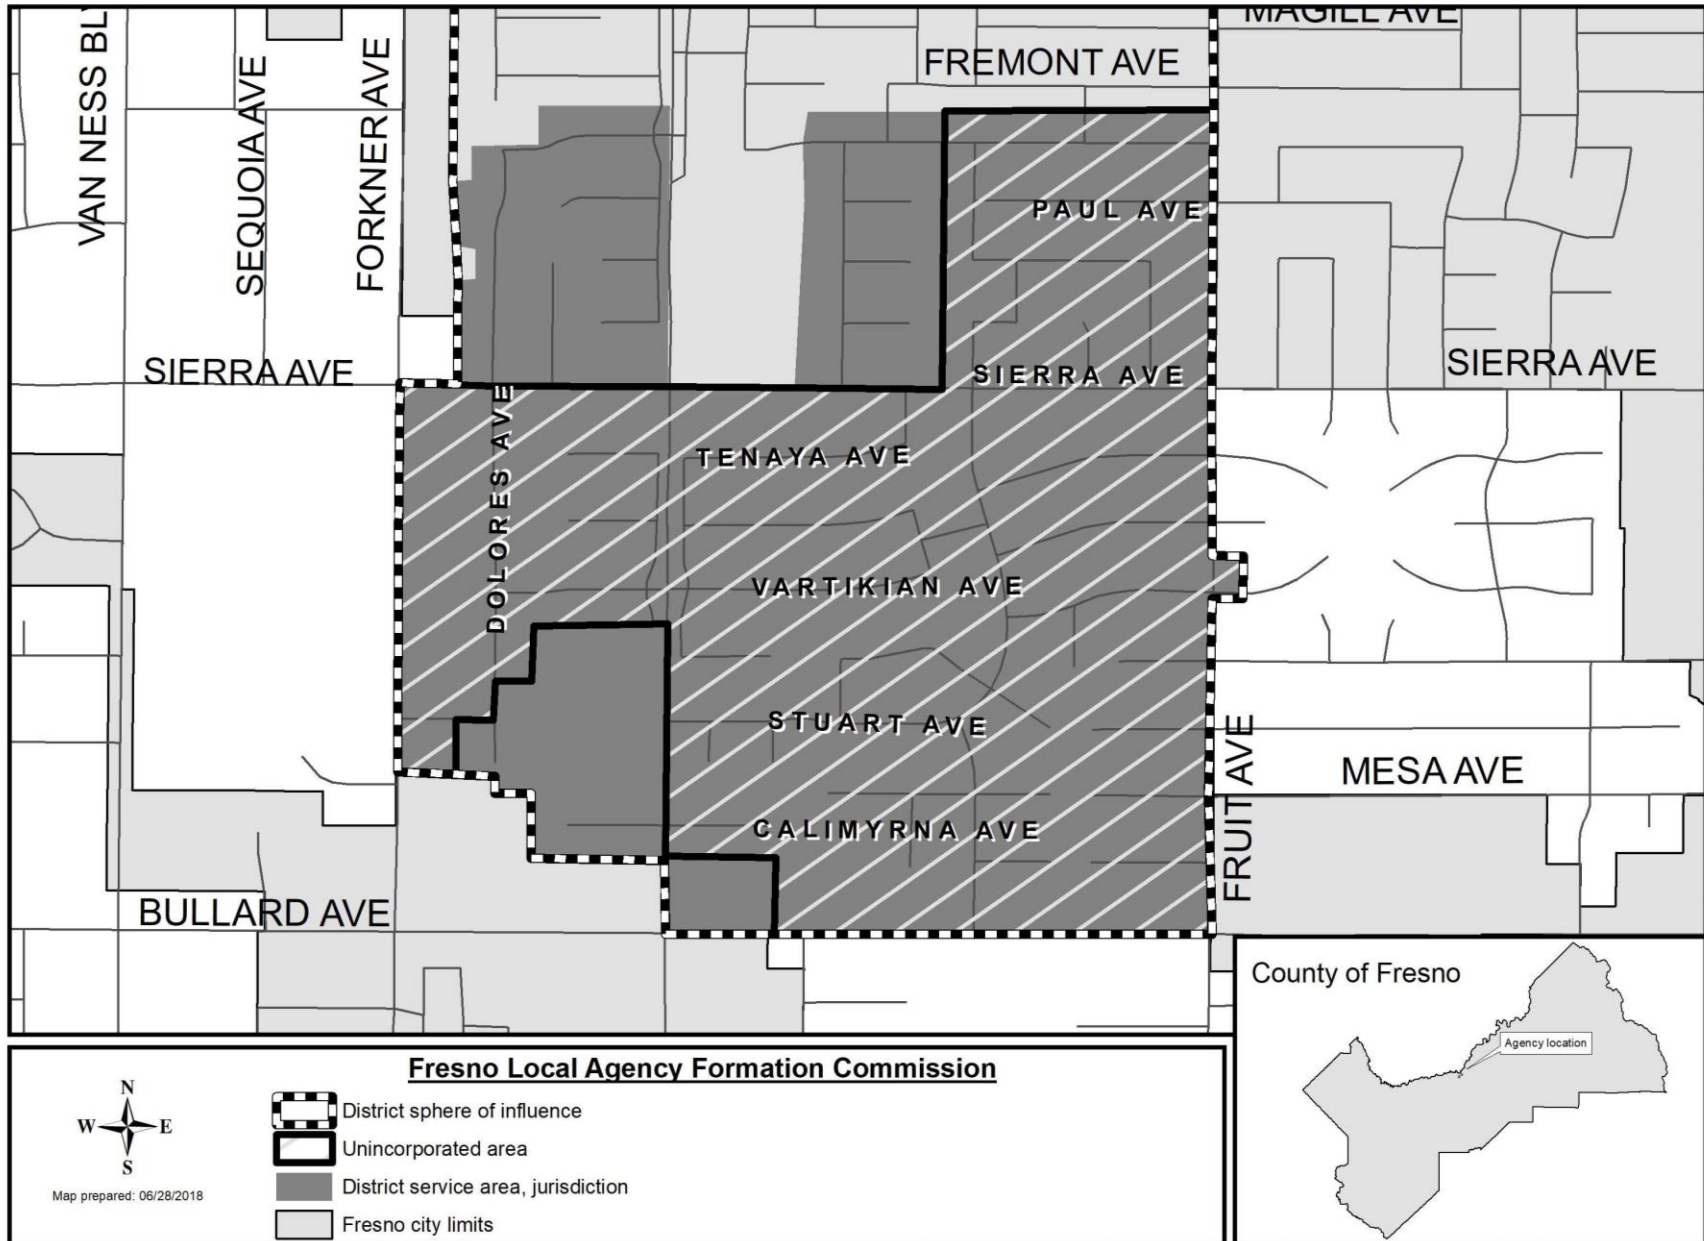 MAGILL AVE
FREMONT AVE
VAN NESS BL
SEQUOIA AVE
FORKNER AVE
PAUL AVE
SIERRA AVE
SIERRA AVE
SIERRA AVE
DOLORES AVE
TENAYA AVE
VARTIKIAN AVE
STUART AVE
FRUIT AVE
MESA AVE
CALIMYRNA AVE
BULLARD AVE
County of Fresno
Agency location
Fresno Local Agency Formation Commission
N
W
E
S
Map prepared: 06/28/2018
District sphere of influence
Unincorporated area
District service area, jurisdiction
Fresno city limits